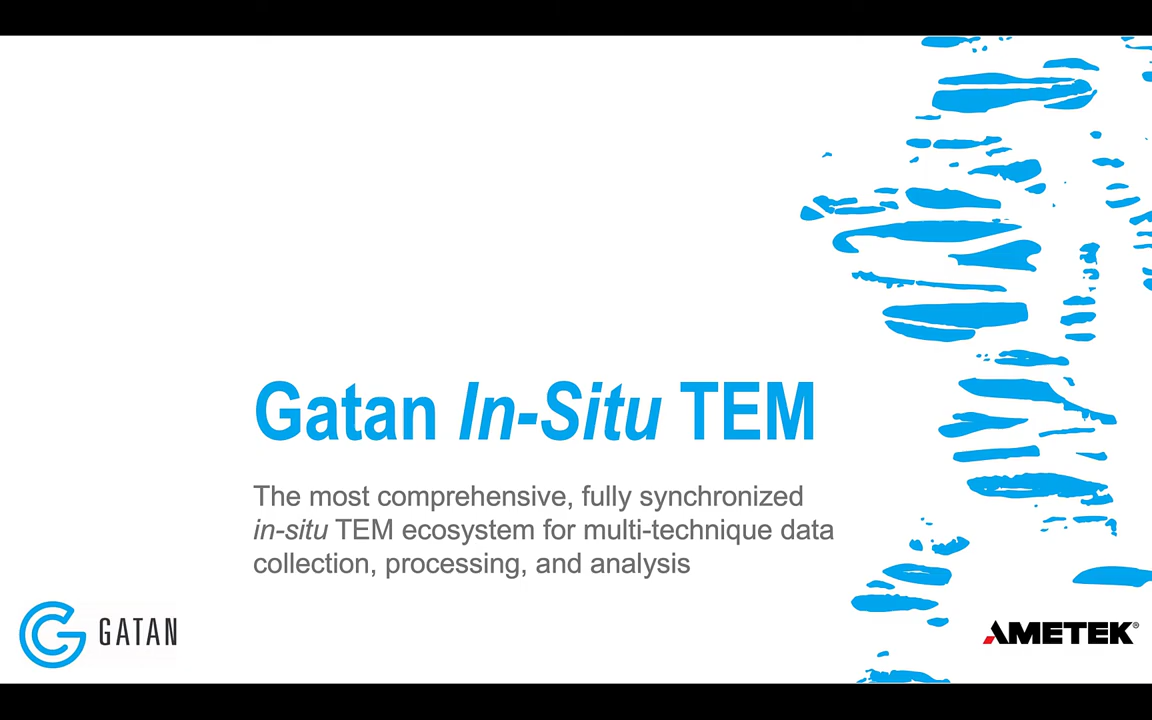 Gatan In-Situ TEM
The most comprehensive, fully synchronized
in-situ TEM ecosystem for multi-technique data
collection, processing, and analysis
GATAN
AMETEK®